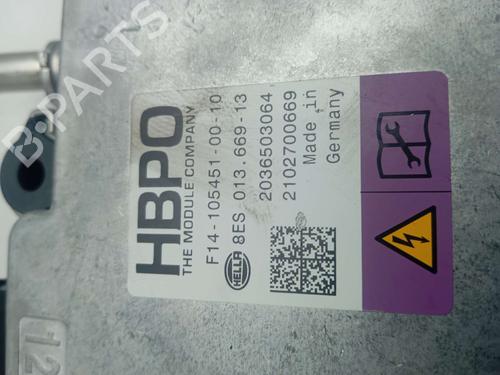 HBPO
THE MODULE COMPANY
F14-105451-00-10
HELLA 8ES 013.669-13
2036503064
2102700669
Made in
Germany
B-PARTS
12